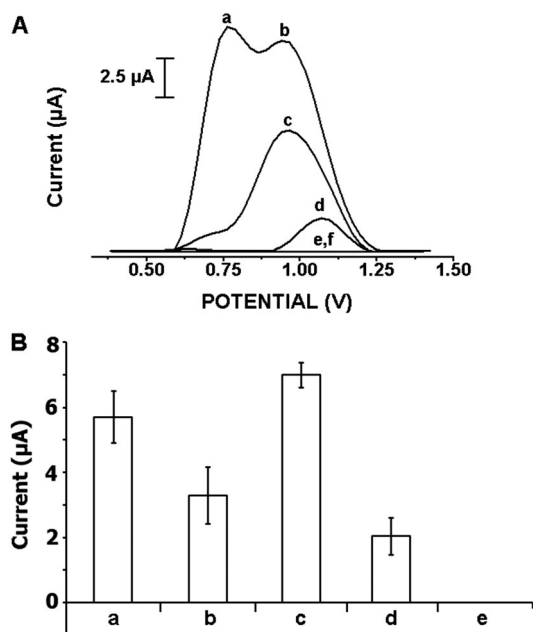 A
a b
2.5 µA
c
d
e,f
Current (µA)
0.50 0.75 1.00 1.25 1.50
POTENTIAL (V)
B
8
6
4
2
0
Current (µA)
a b c d e